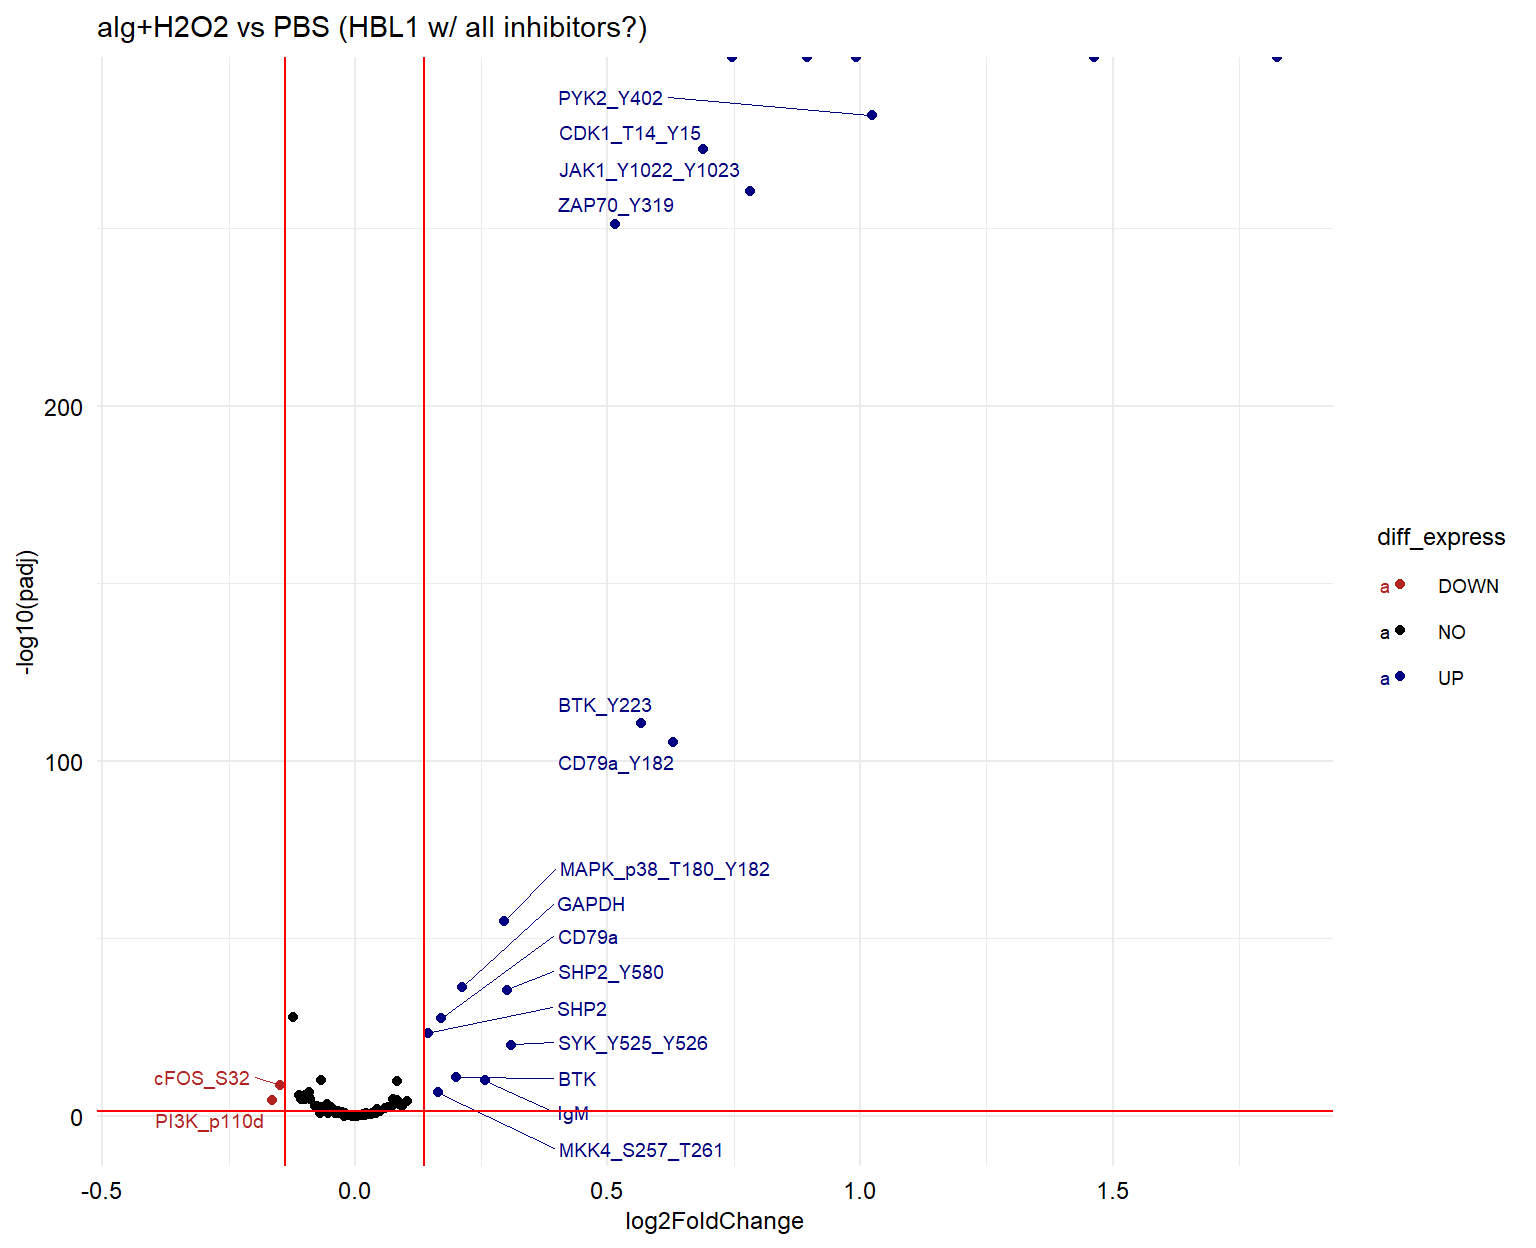 alg+H2O2 vs PBS (HBL1 w/ all inhibitors?)
PYK2_Y402
CDK1_T14_Y15
JAK1_Y1022_Y1023
ZAP70_Y319
200
-log10(padj)
diff_express
a DOWN
a NO
a UP
BTK_Y223
100
CD79a_Y182
MAPK_p38_T180_Y182
GAPDH
CD79a
SHP2_Y580
SHP2
SYK_Y525_Y526
cFOS_S32
BTK
0
IgM
PI3K_p110d
MKK4_S257_T261
-0.5 0.0 0.5 1.0 1.5
log2FoldChange